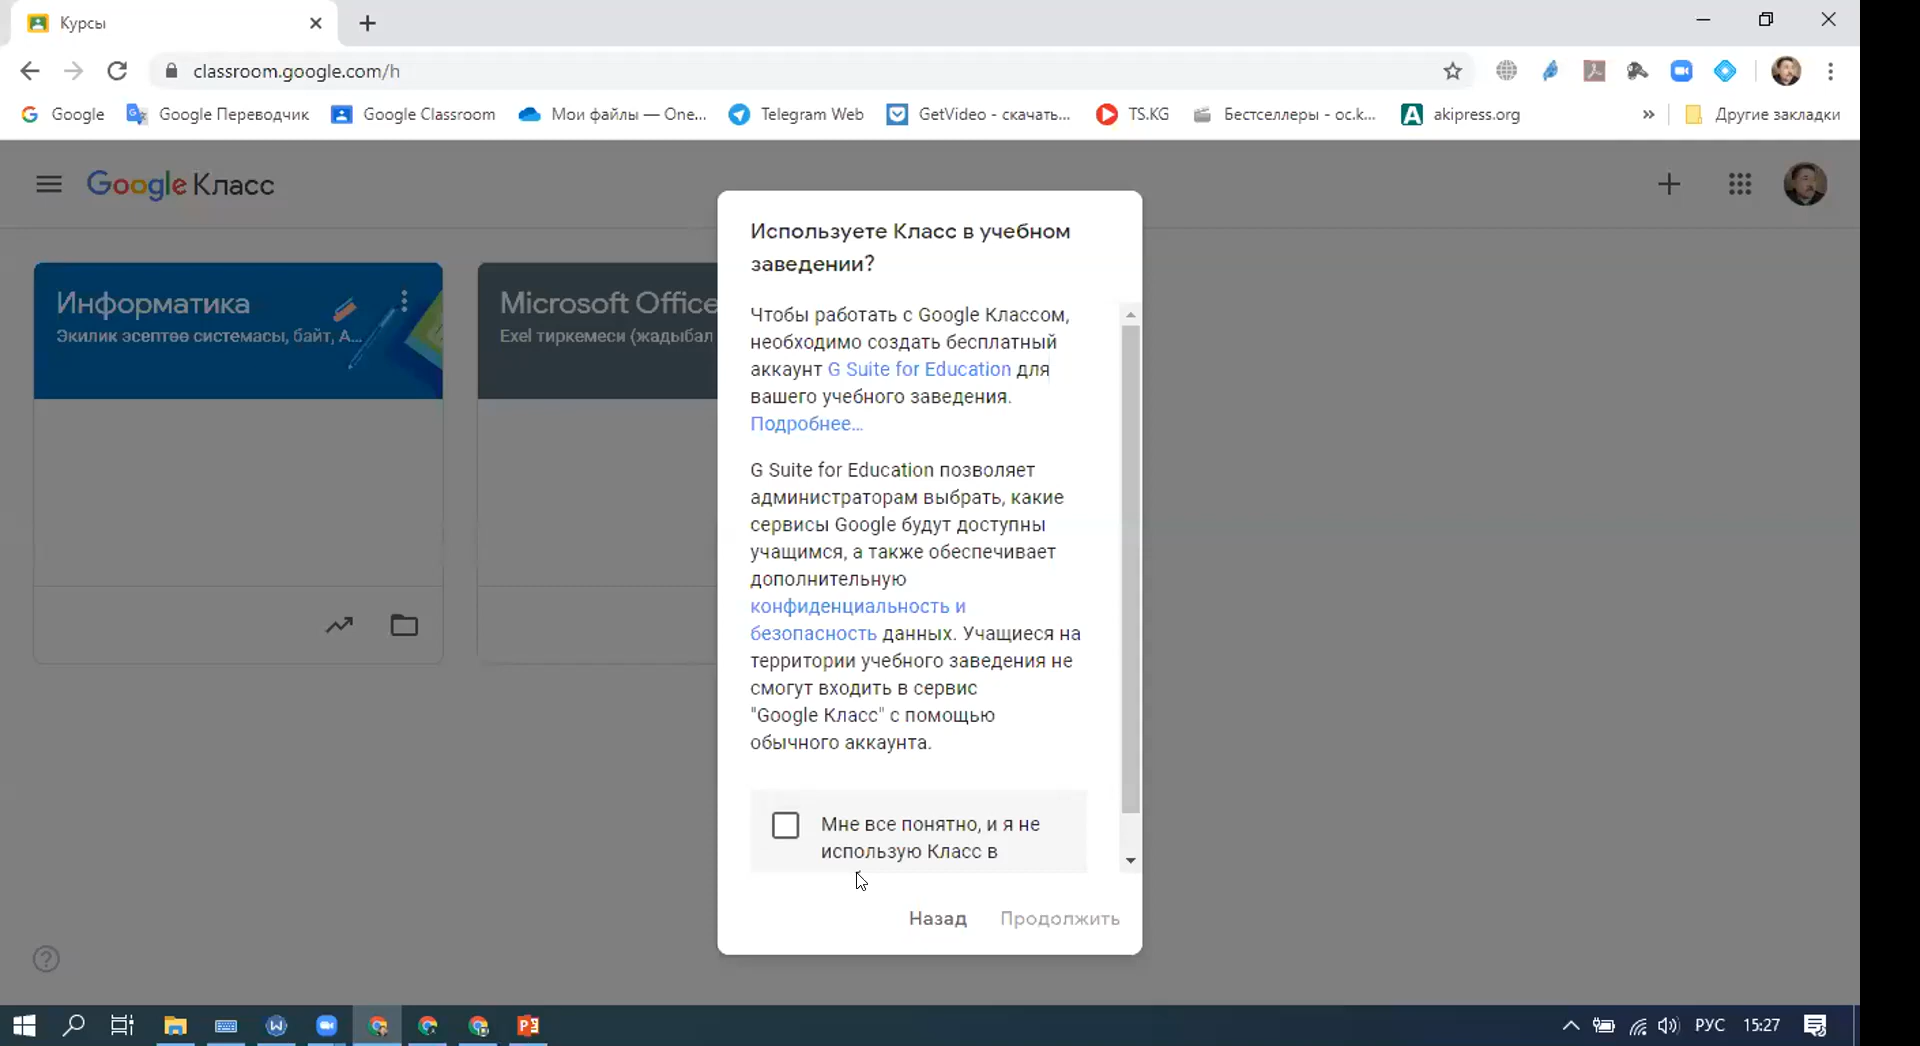 Курсы
classroom.google.com/h
Google
Google Переводчик
Google Classroom
Мои файлы — One...
Telegram Web
GetVideo - скачать...
TS.KG
Бестселлеры - oc.k...
akipress.org
Другие закладки
Google Класс
Информатика
Экилик эсептөө системасы, байт, А...
Microsoft Office
Exel тиркемеси (жадыбал
Используете Класс в учебном
заведении?
Чтобы работать с Google Классом,
необходимо создать бесплатный
аккаунт G Suite for Education для
вашего учебного заведения.
Подробнее…
G Suite for Education позволяет
администраторам выбрать, какие
сервисы Google будут доступны
учащимся, а также обеспечивает
дополнительную
конфиденциальность и
безопасность данных. Учащиеся на
территории учебного заведения не
смогут входить в сервис
"Google Класс" с помощью
обычного аккаунта.
Мне все понятно, и я не
использую Класс в
Назад
Продолжить
РУС
15:27